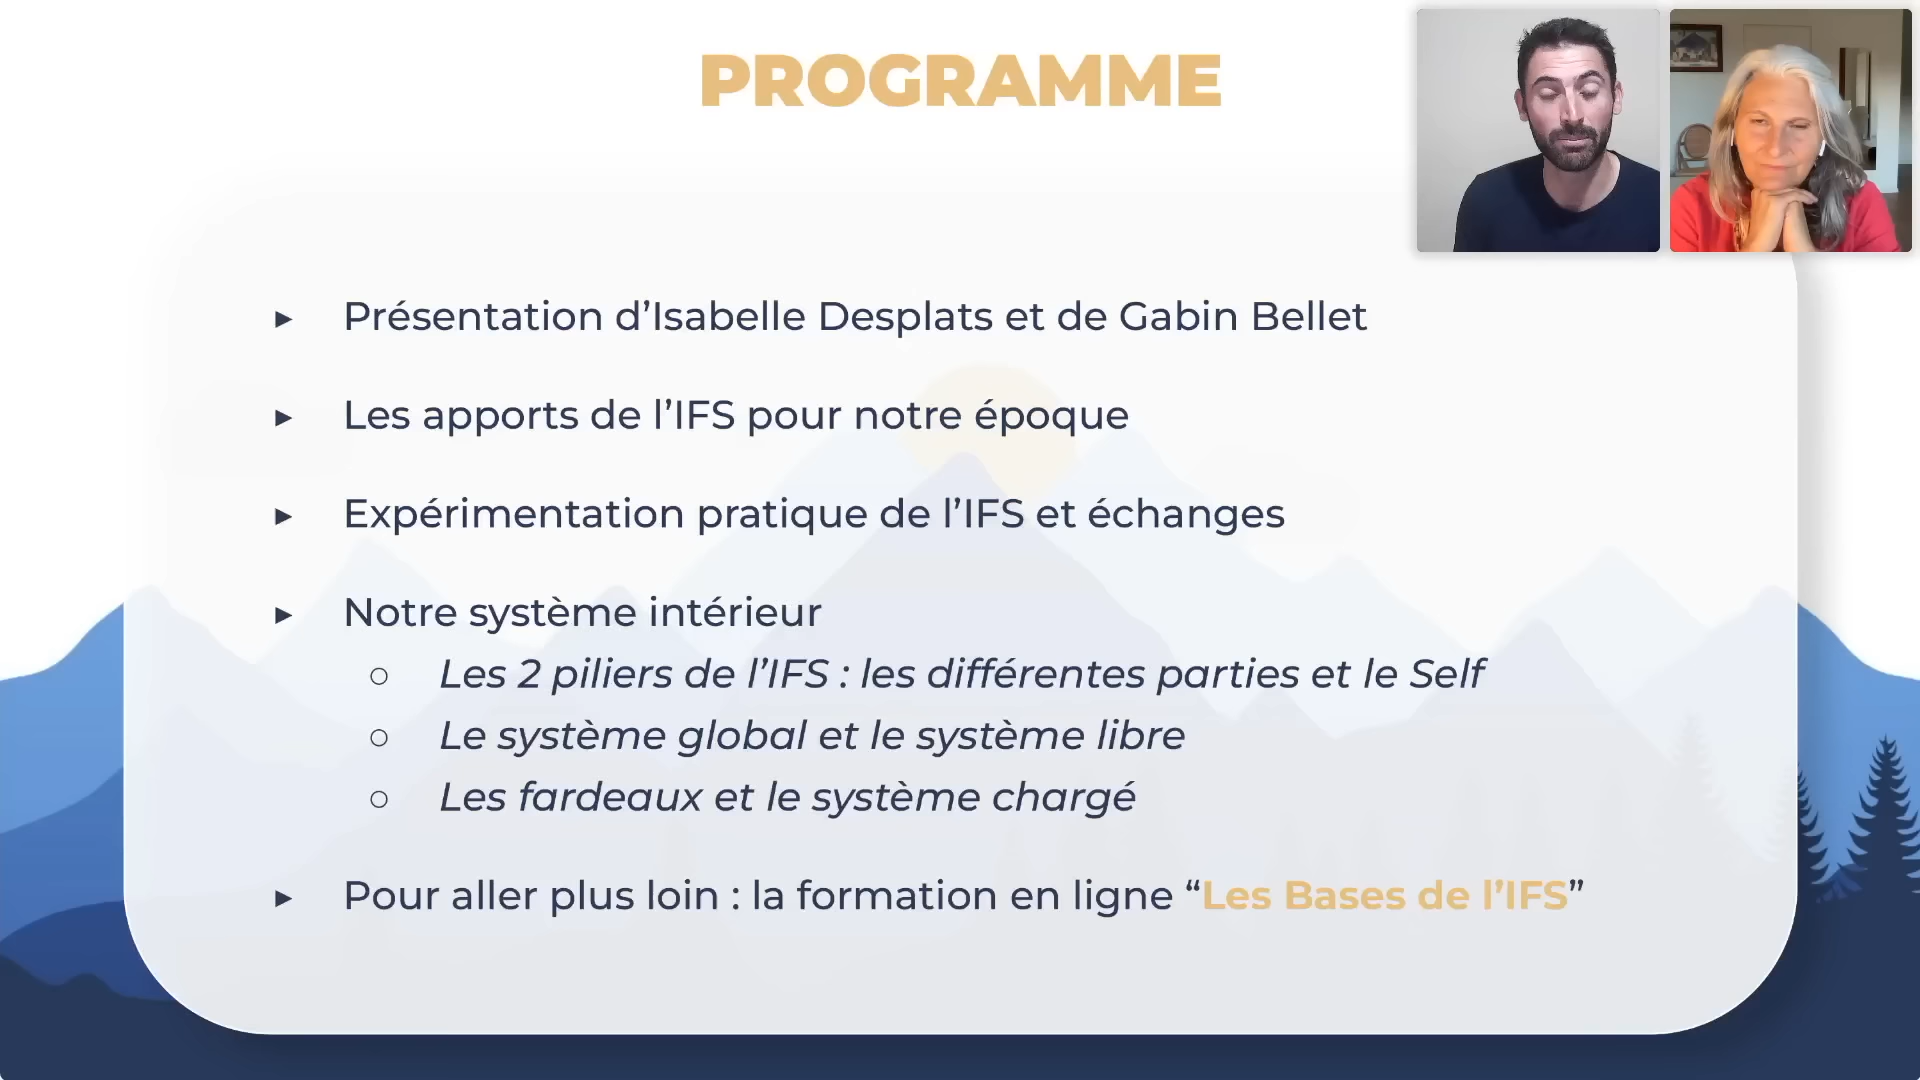 PROGRAMME
► Présentation d’Isabelle Desplats et de Gabin Bellet
► Les apports de l’IFS pour notre époque
► Expérimentation pratique de l’IFS et échanges
► Notre système intérieur
○ Les 2 piliers de l’IFS : les différentes parties et le Self
○ Le système global et le système libre
○ Les fardeaux et le système chargé
► Pour aller plus loin : la formation en ligne “Les Bases de l’IFS”